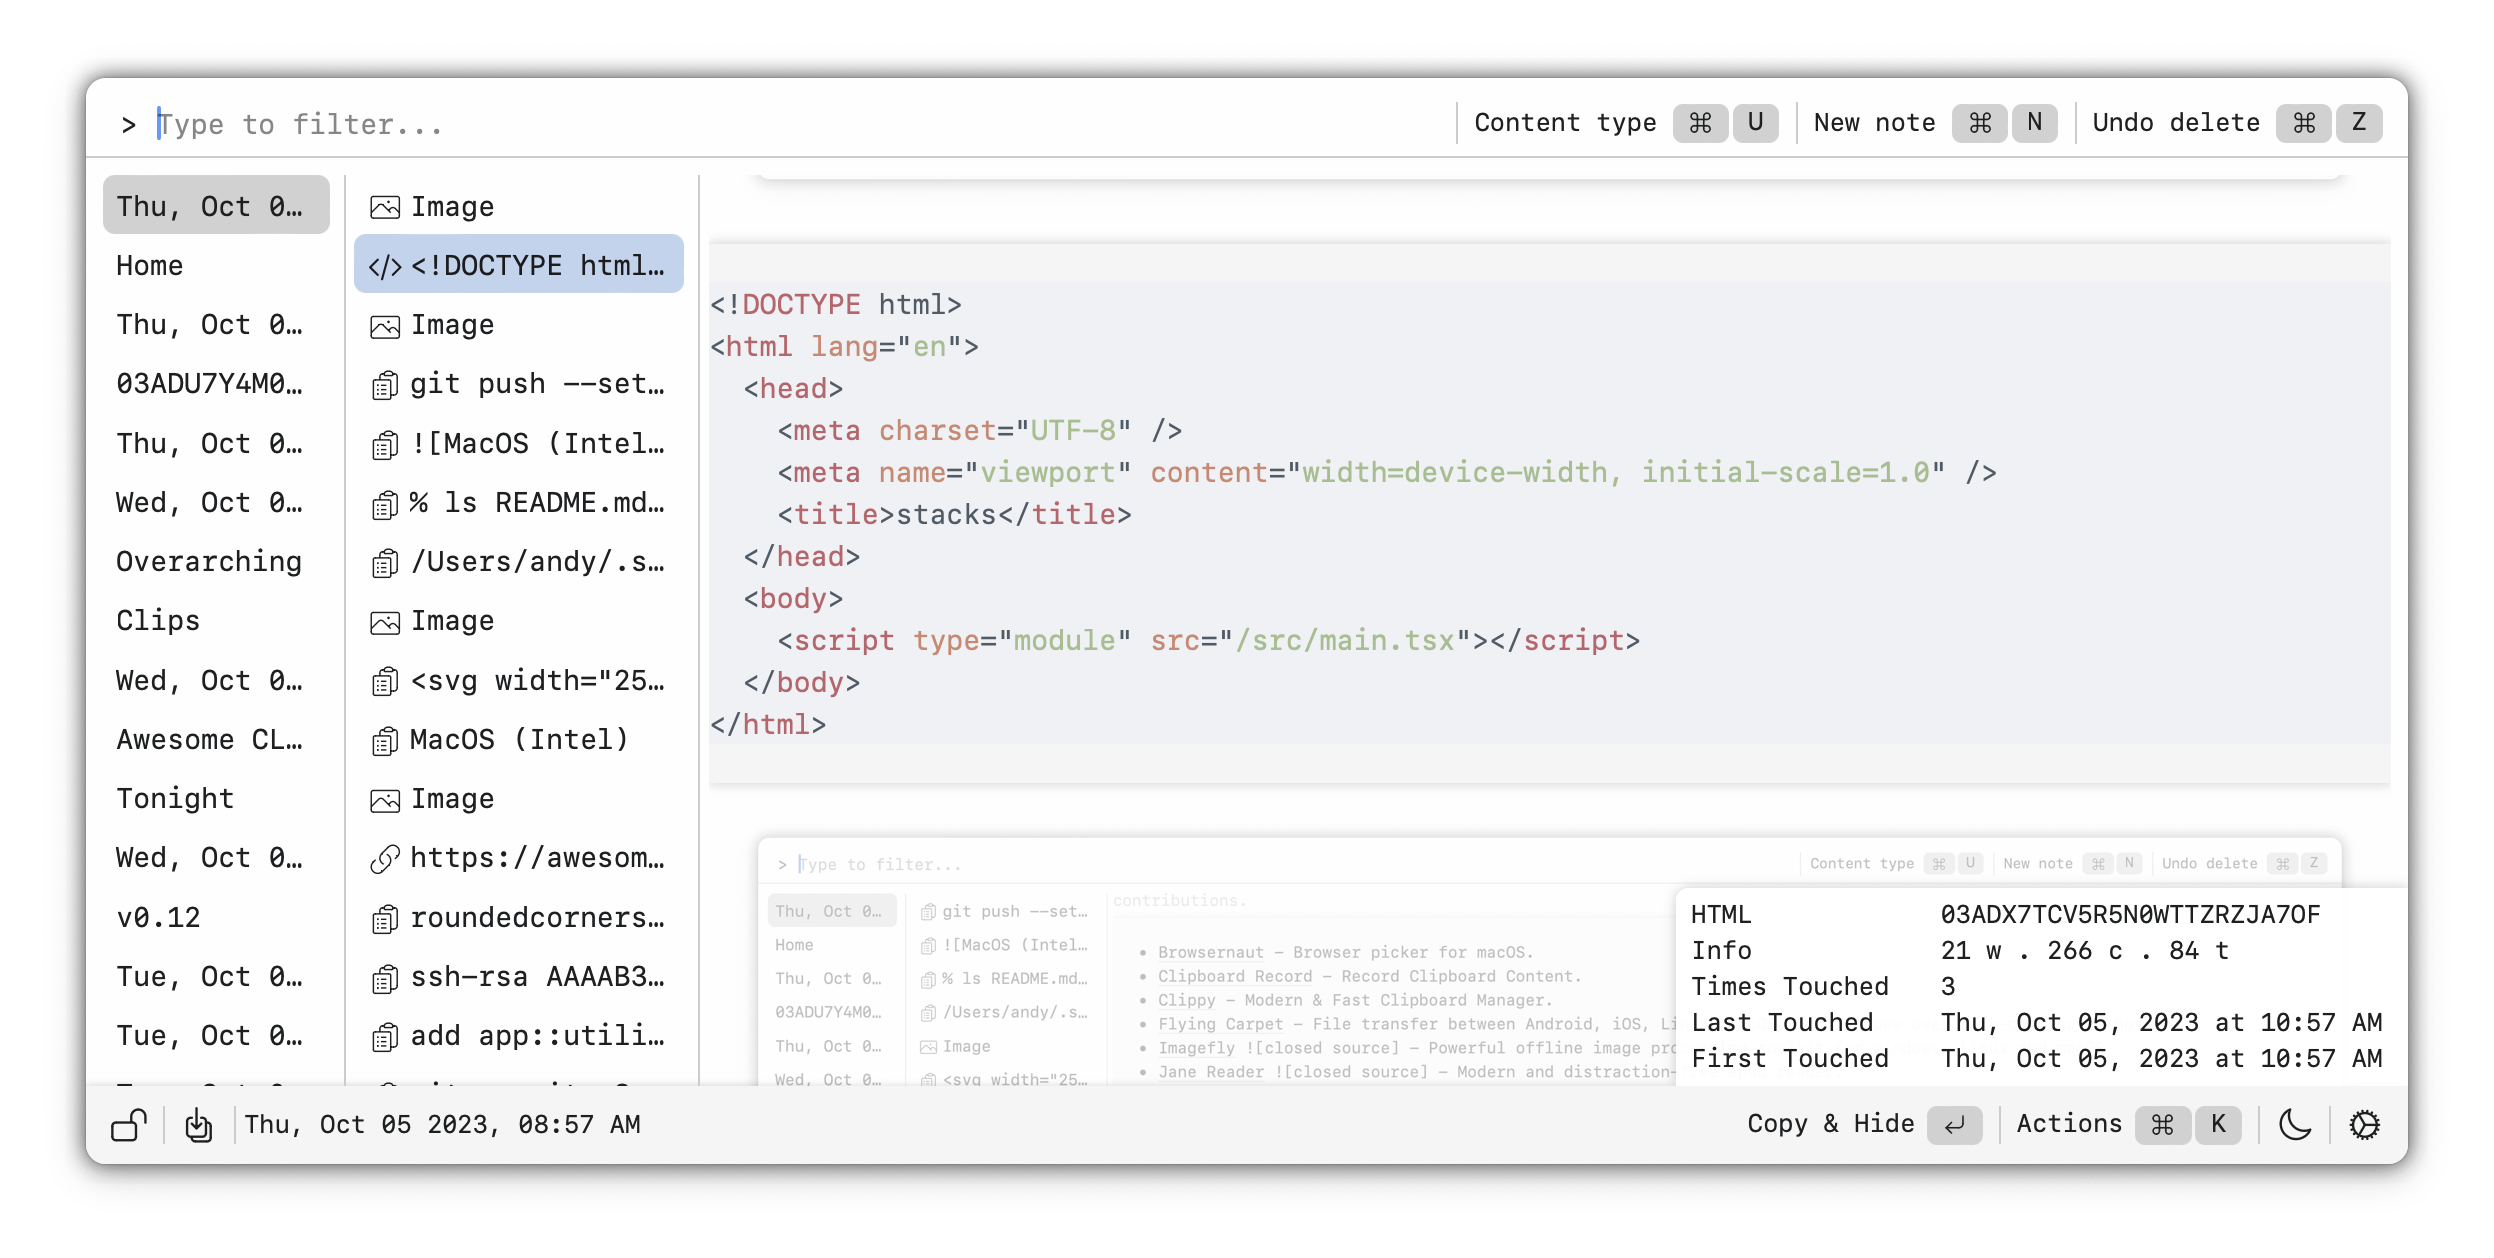 > Type to filter...
Content type ⌘ U
New note ⌘ N
Undo delete ⌘ Z
Thu, Oct 0…
Home
Thu, Oct 0…
03ADU7Y4M0…
Thu, Oct 0…
Wed, Oct 0…
Overarching
Clips
Wed, Oct 0…
Awesome CL…
Tonight
Wed, Oct 0…
v0.12
Tue, Oct 0…
Tue, Oct 0…
Image
<!DOCTYPE html…
Image
git push --set…
![MacOS (Intel…
% ls README.md…
/Users/andy/.s…
Image
<svg width="25…
MacOS (Intel)
Image
https://awesom…
roundedcorners…
ssh-rsa AAAAB3…
add app::utili…
<!DOCTYPE html>
<html lang="en">
<head>
<meta charset="UTF-8" />
<meta name="viewport" content="width=device-width, initial-scale=1.0" />
<title>stacks</title>
</head>
<body>
<script type="module" src="/src/main.tsx"></script>
</body>
</html>
> Type to filter...
Content type ⌘ U
New note ⌘ N
Undo delete ⌘ Z
Thu, Oct 0…
Home
Thu, Oct 0…
03ADU7Y4M0…
Thu, Oct 0…
Wed, Oct 0…
git push --set…
![MacOS (Intel…
% ls README.md…
/Users/andy/.s…
Image
<svg width="25…
contributions.
• Browsernaut – Browser picker for macOS.
• Clipboard Record – Record Clipboard Content.
• Clippy – Modern & Fast Clipboard Manager.
• Flying Carpet – File transfer between Android, iOS,
• Imagefly ![closed source] – Powerful offline image
• Jane Reader ![closed source] – Modern and distraction-
HTML 03ADX7TCV5R5N0WTTZRZJA7OF
Info 21 w . 266 c . 84 t
Times Touched 3
Last Touched Thu, Oct 05, 2023 at 10:57 AM
First Touched Thu, Oct 05, 2023 at 10:57 AM
Thu, Oct 05 2023, 08:57 AM
Copy & Hide ↵
Actions ⌘ K